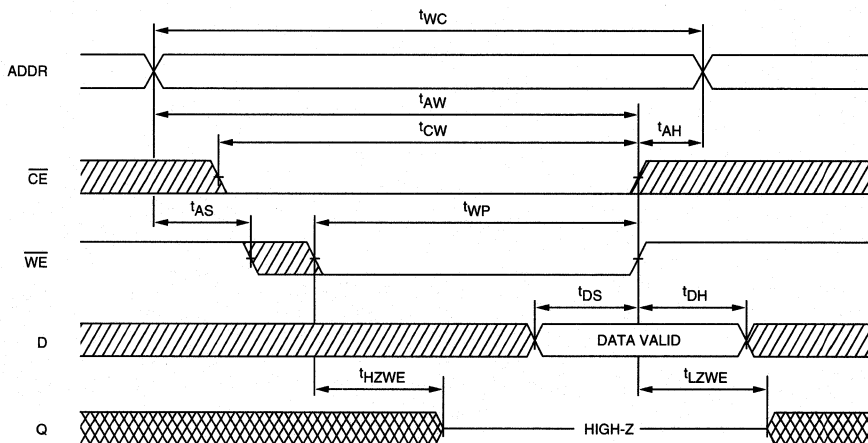 tWC
ADDR
tAW
tCW
tAH
CE
tAS
tWP
WE
tDS
tDH
D
DATA VALID
tHZWE
tLZWE
Q
HIGH-Z